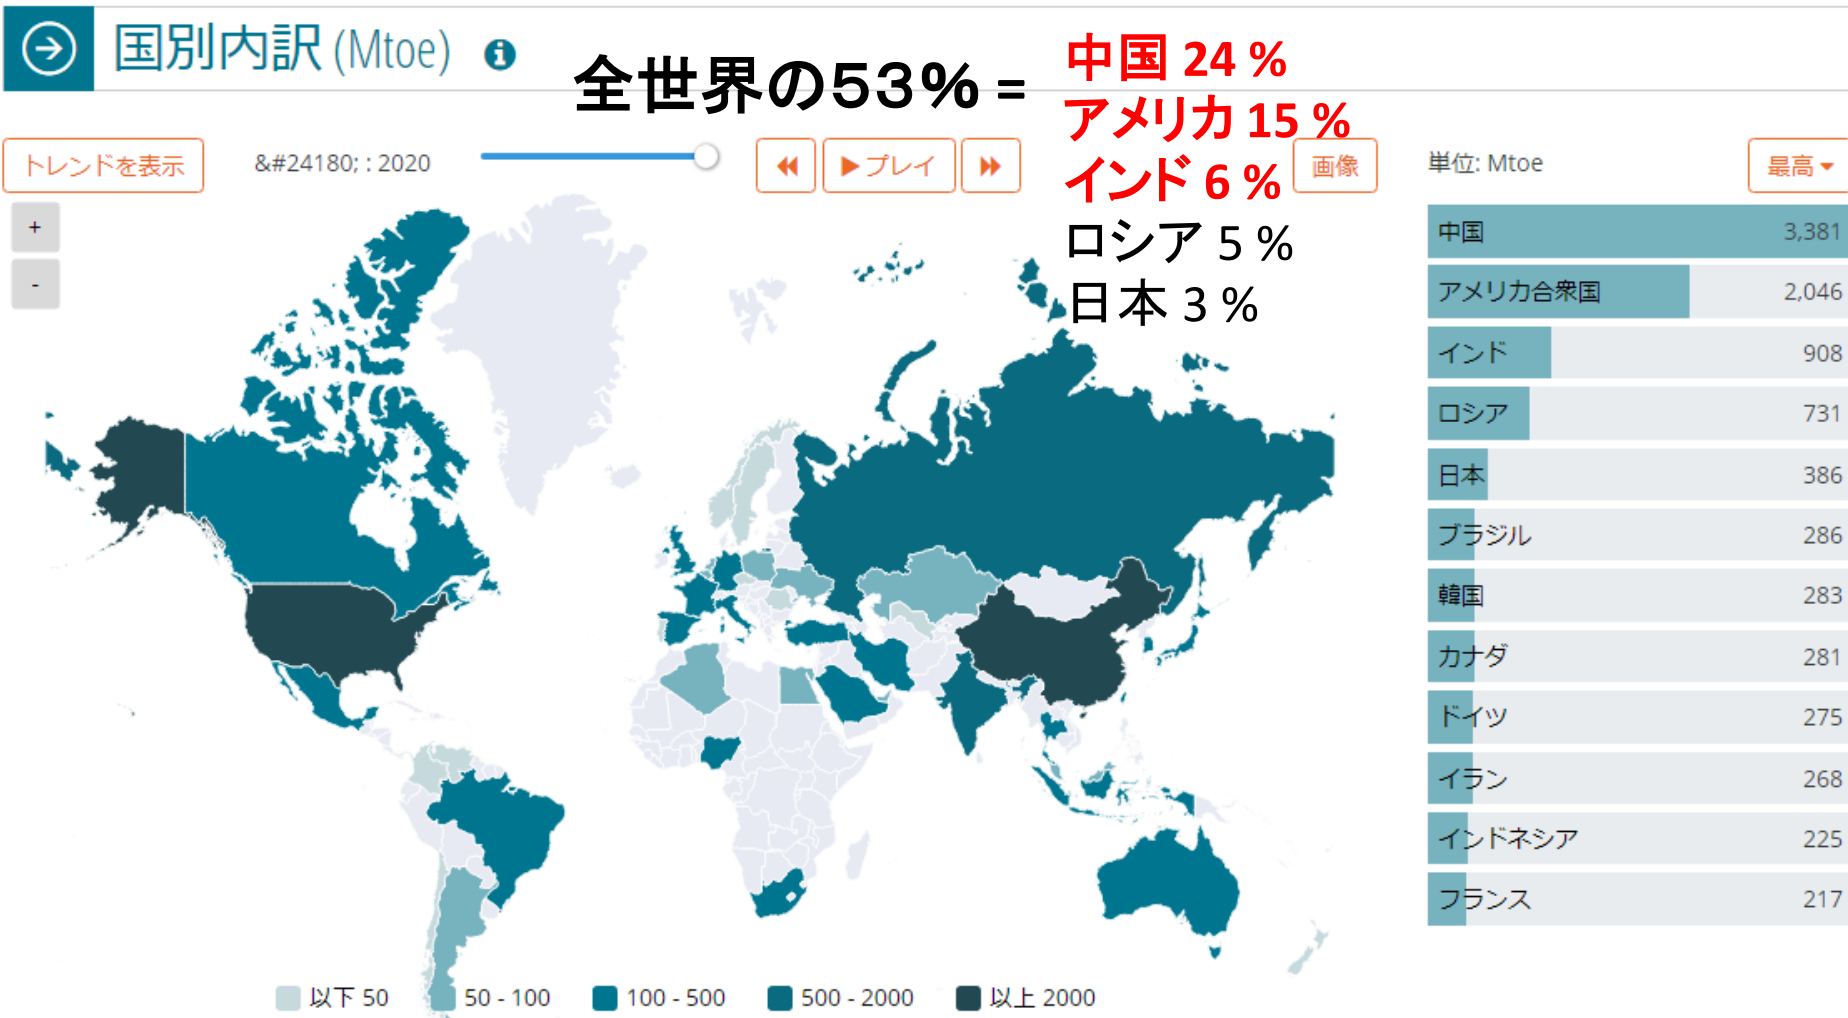 国別内訳 (Mtoe)
全世界の53% =
中国 24 %
アメリカ 15 %
インド 6 %
ロシア 5 %
日本 3 %
トレンドを表示
&#24180; : 2020
プレイ
画像
単位: Mtoe
最高
+
-
中国 3,381
アメリカ合衆国 2,046
インド 908
ロシア 731
日本 386
ブラジル 286
韓国 283
カナダ 281
ドイツ 275
イラン 268
インドネシア 225
フランス 217
以下 50
50 - 100
100 - 500
500 - 2000
以上 2000